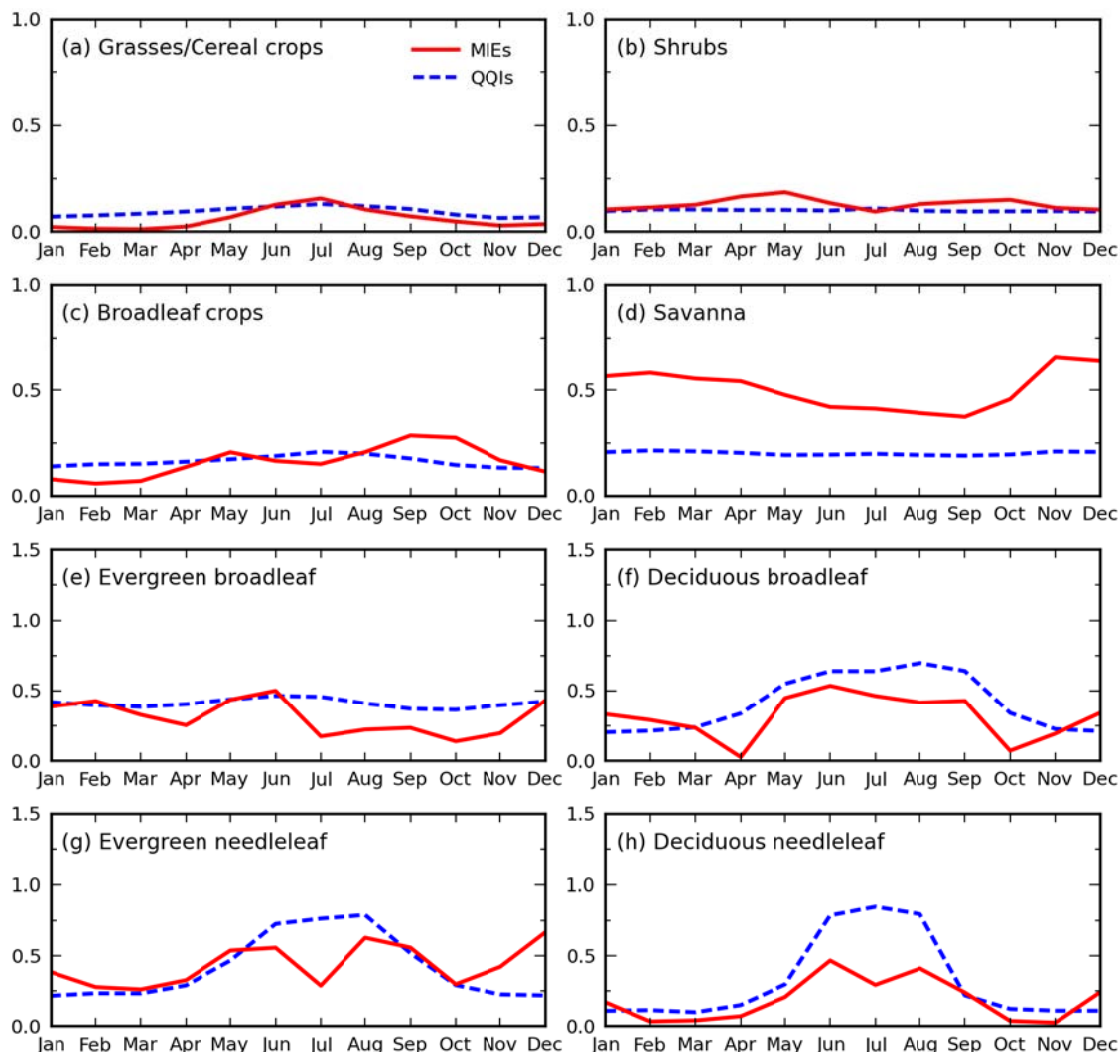 1.0
(a) Grasses/Cereal crops
MIEs
QQIs
0.5
0.0
Jan Feb Mar Apr May Jun Jul Aug Sep Oct Nov Dec
1.0
(b) Shrubs
0.5
0.0
Jan Feb Mar Apr May Jun Jul Aug Sep Oct Nov Dec
1.0
(c) Broadleaf crops
0.5
0.0
Jan Feb Mar Apr May Jun Jul Aug Sep Oct Nov Dec
1.0
(d) Savanna
0.5
0.0
Jan Feb Mar Apr May Jun Jul Aug Sep Oct Nov Dec
1.5
(e) Evergreen broadleaf
1.0
0.5
0.0
Jan Feb Mar Apr May Jun Jul Aug Sep Oct Nov Dec
1.5
(f) Deciduous broadleaf
1.0
0.5
0.0
Jan Feb Mar Apr May Jun Jul Aug Sep Oct Nov Dec
1.5
(g) Evergreen needleleaf
1.0
0.5
0.0
Jan Feb Mar Apr May Jun Jul Aug Sep Oct Nov Dec
1.5
(h) Deciduous needleleaf
1.0
0.5
0.0
Jan Feb Mar Apr May Jun Jul Aug Sep Oct Nov Dec